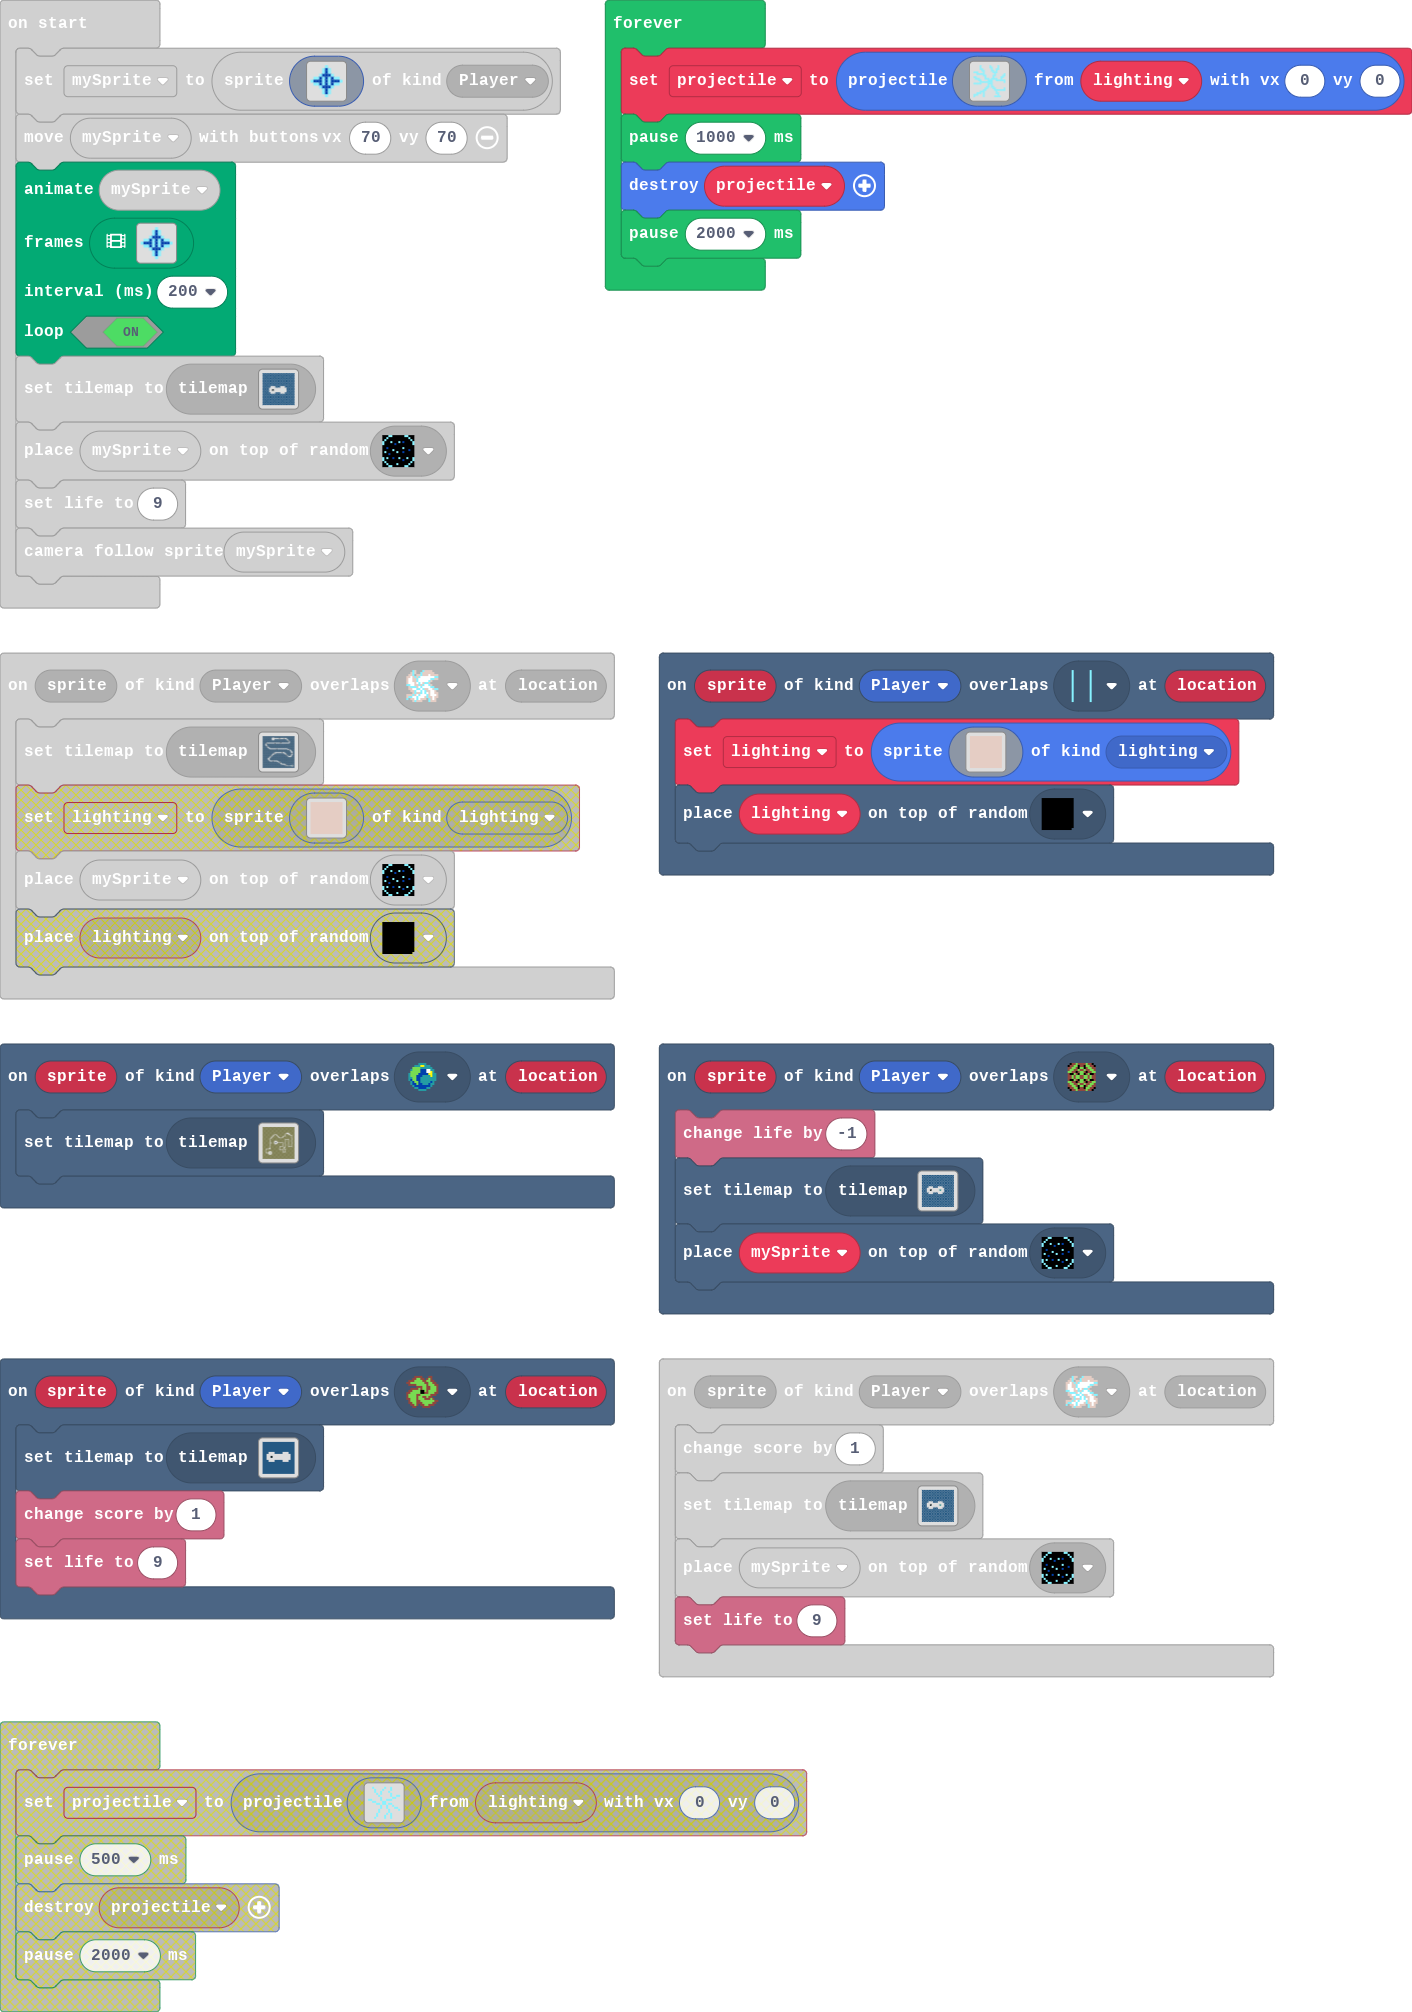 on start
set mySprite to sprite of kind Player
move mySprite with buttons vx 70 vy 70
animate mySprite
frames
interval (ms) 200
loop ON
set tilemap to tilemap
place mySprite on top of random
set life to 9
camera follow sprite mySprite
forever
set projectile to projectile from lighting with vx 0 vy 0
pause 1000 ms
destroy projectile
pause 2000 ms
on sprite of kind Player overlaps at location
set tilemap to tilemap
set lighting to sprite of kind lighting
place mySprite on top of random
place lighting on top of random
on sprite of kind Player overlaps at location
set lighting to sprite of kind lighting
place lighting on top of random
on sprite of kind Player overlaps at location
set tilemap to tilemap
on sprite of kind Player overlaps at location
change life by -1
set tilemap to tilemap
place mySprite on top of random
on sprite of kind Player overlaps at location
set tilemap to tilemap
change score by 1
set life to 9
on sprite of kind Player overlaps at location
change score by 1
set tilemap to tilemap
place mySprite on top of random
set life to 9
forever
set projectile to projectile from lighting with vx 0 vy 0
pause 500 ms
destroy projectile
pause 2000 ms